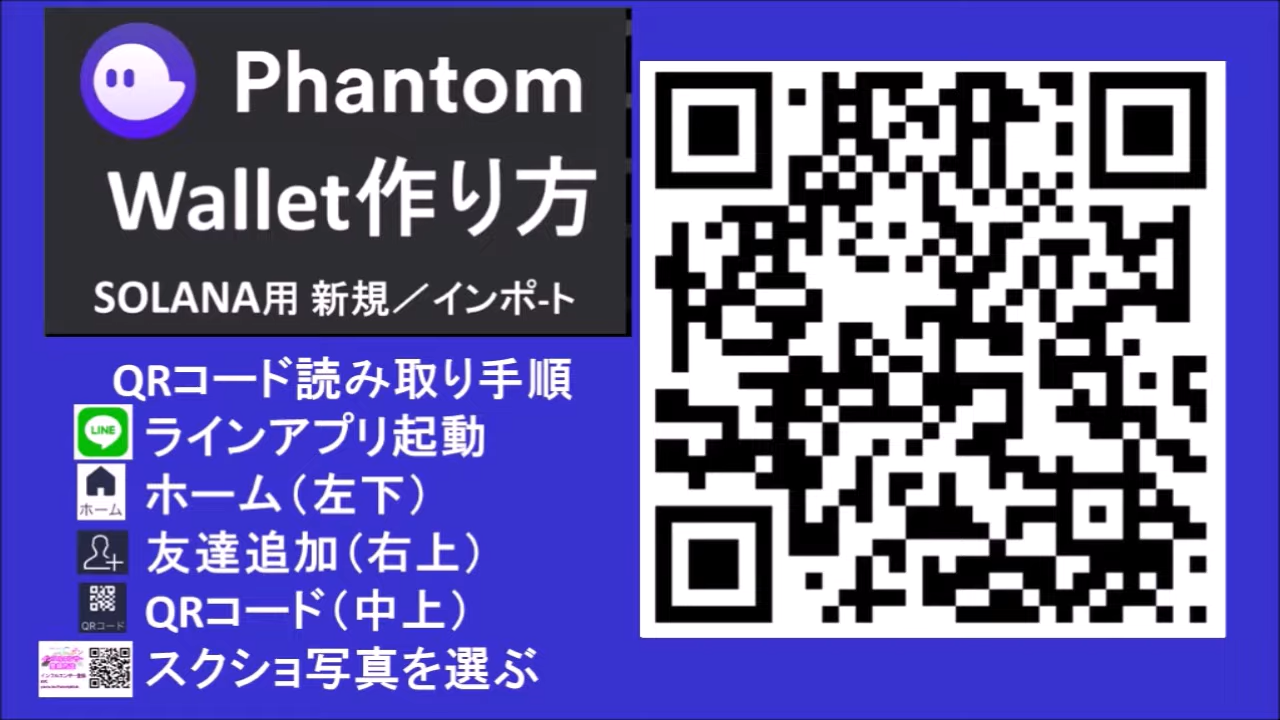 Phantom
Wallet作り方
SOLANA用 新規／インポート
QRコード読み取り手順
LINE
ラインアプリ起動
ホーム
ホーム（左下）
友達追加（右上）
QRコード
QRコード（中上）
スクショ写真を選ぶ